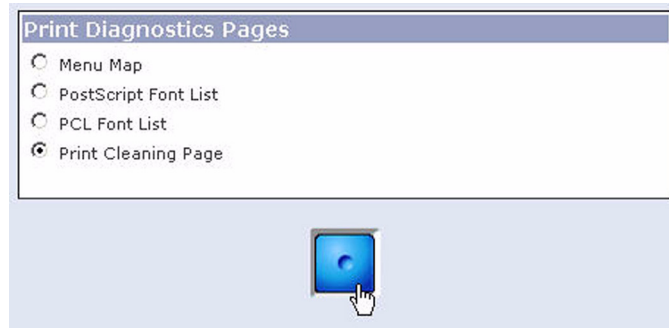 Print Diagnostics Pages
Menu Map
PostScript Font List
PCL Font List
Print Cleaning Page